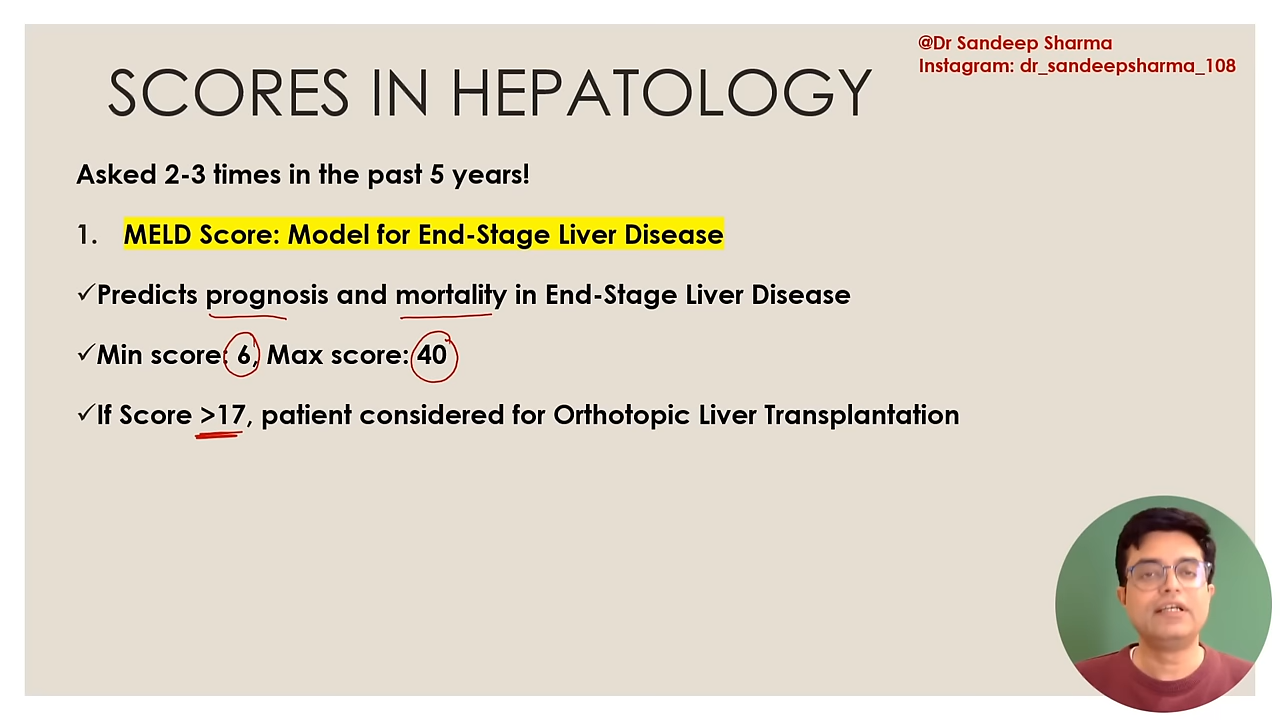 @Dr Sandeep Sharma
Instagram: dr_sandeepsharma_108
SCORES IN HEPATOLOGY
Asked 2-3 times in the past 5 years!
1. MELD Score: Model for End-Stage Liver Disease
✓Predicts prognosis and mortality in End-Stage Liver Disease
✓Min score: 6, Max score: 40
✓If Score >17, patient considered for Orthotopic Liver Transplantation